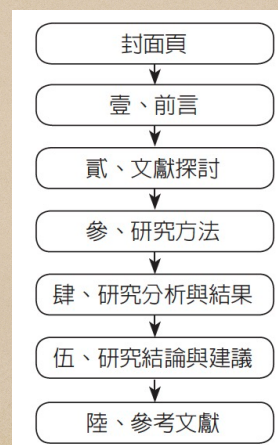 封面頁
壹、前言
貳、文獻探討
參、研究方法
肆、研究分析與結果
伍、研究結論與建議
陸、參考文獻